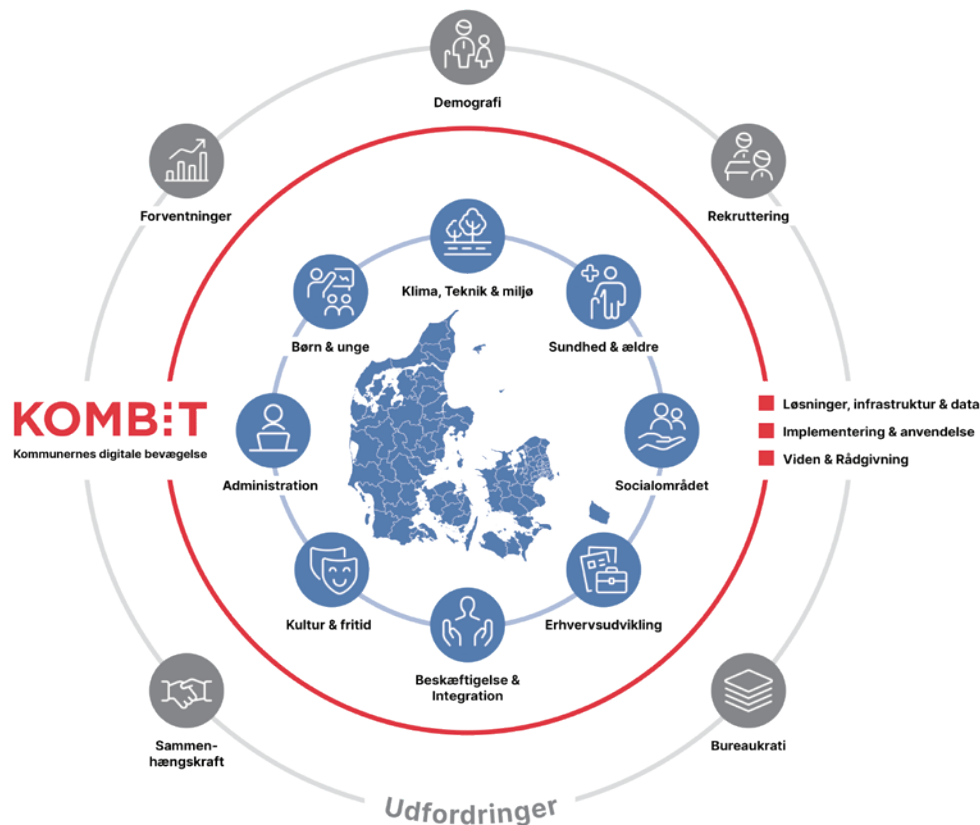 Demografi
Forventninger
Rekruttering
Klima, Teknik & miljø
Børn & unge
Sundhed & ældre
KOMBIT
Kommunernes digitale bevægelse
Løsninger, infrastruktur & data
Implementering & anvendelse
Viden & Rådgivning
Administration
Socialområdet
Kultur & fritid
Erhvervsudvikling
Beskæftigelse &
Integration
Sammen-
hængskraft
Bureaukrati
Udfordringer